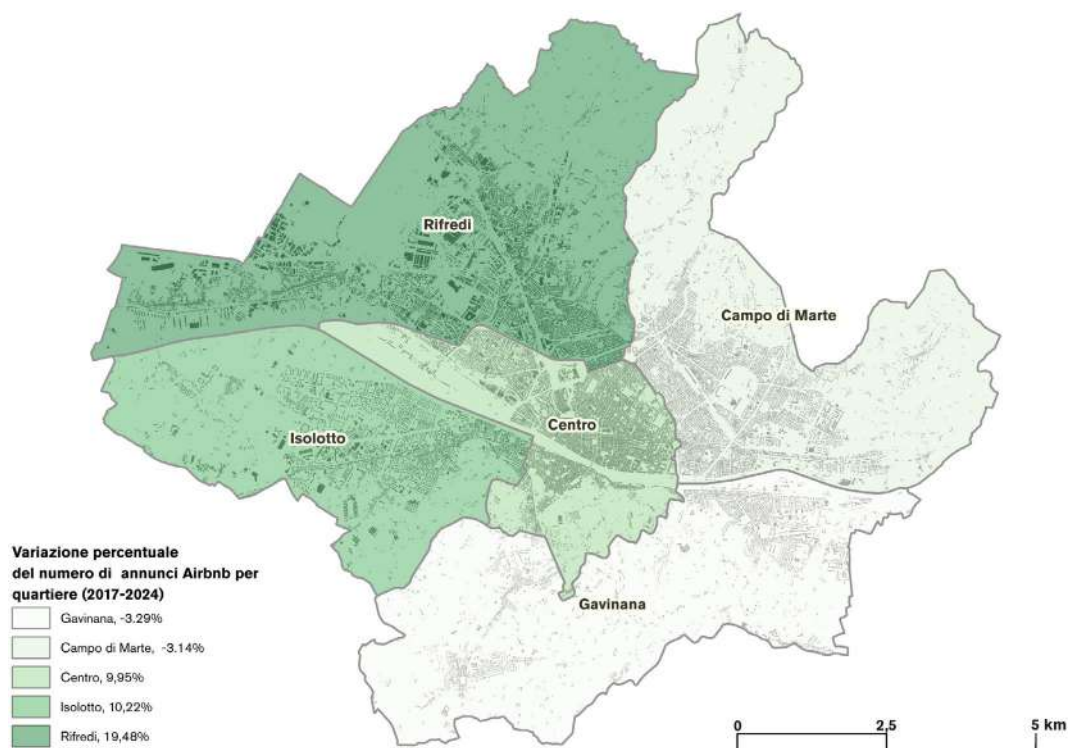 Rifredi
Campo di Marte
Centro
Isolotto
Gavinana
Variazione percentuale
del numero di annunci Airbnb per
quartiere (2017-2024)
Gavinana, -3.29%
Campo di Marte, -3.14%
Centro, 9,95%
Isolotto, 10,22%
Rifredi, 19,48%
0 2,5 5 km